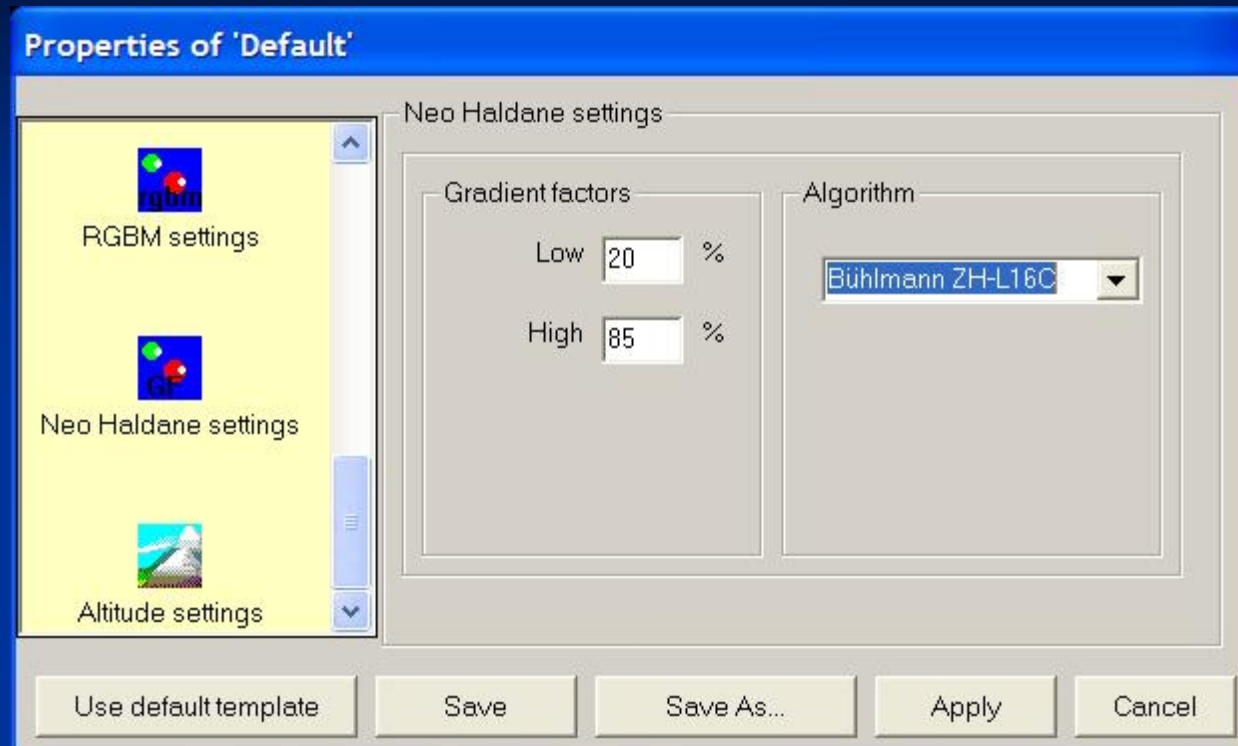 Properties of 'Default'
rgbm
RGBM settings
GF
Neo Haldane settings
Altitude settings
Neo Haldane settings
Gradient factors
Low 20 %
High 85 %
Algorithm
Bühlmann ZH-L16C
Use default template
Save
Save As...
Apply
Cancel